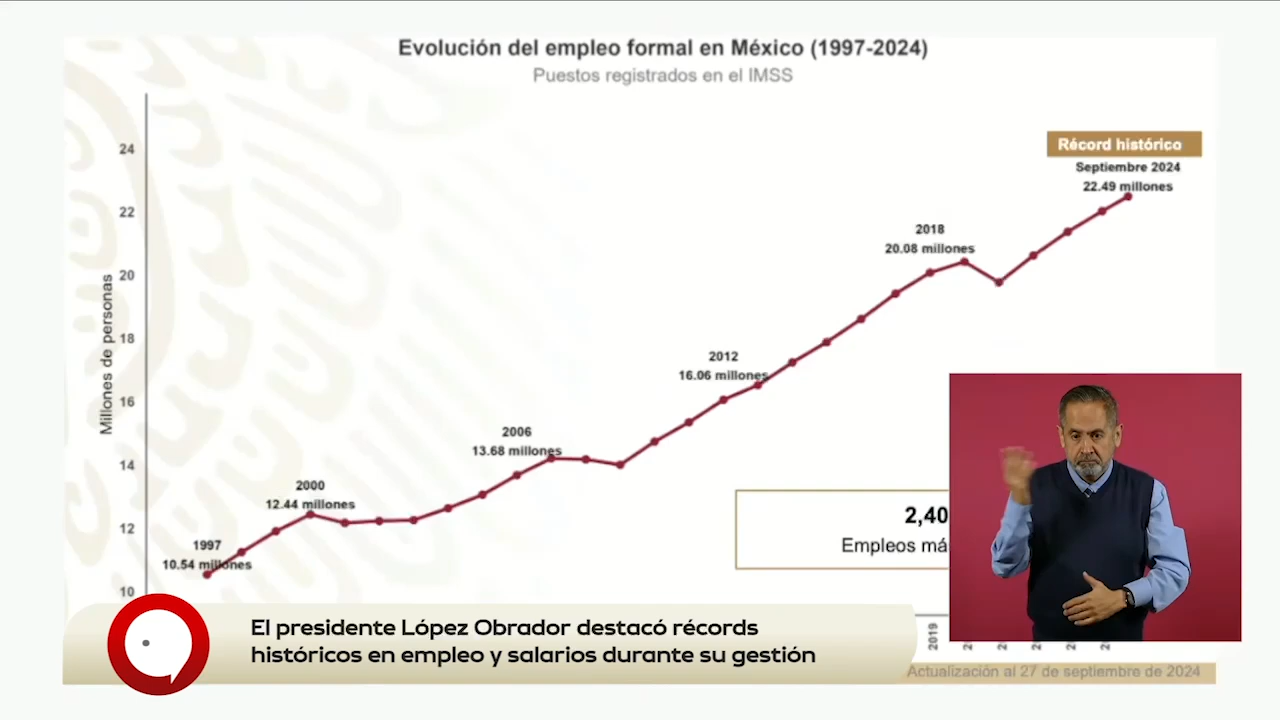 Evolución del empleo formal en México (1997-2024)
Puestos registrados en el IMSS
Millones de personas
24
22
20
18
16
14
12
10
1997
10.54 millones
2000
12.44 millones
2006
13.68 millones
2012
16.06 millones
2018
20.08 millones
Récord histórico
Septiembre 2024
22.49 millones
2,40
Empleos má
2019
El presidente López Obrador destacó récords
históricos en empleo y salarios durante su gestión
Actualización al 27 de septiembre de 2024